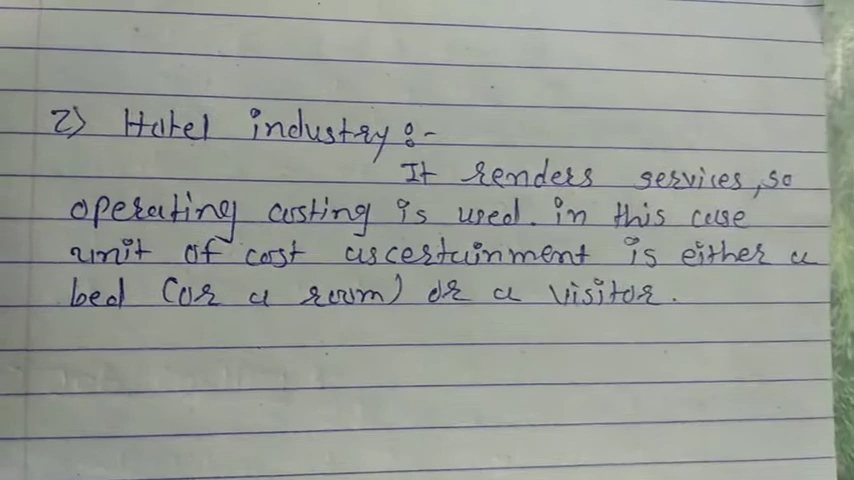 2) Hotel industry :-
It renders services, so
operating costing is used. in this case
unit of cost ascertainment is either a
bed (or a room) or a visitor.